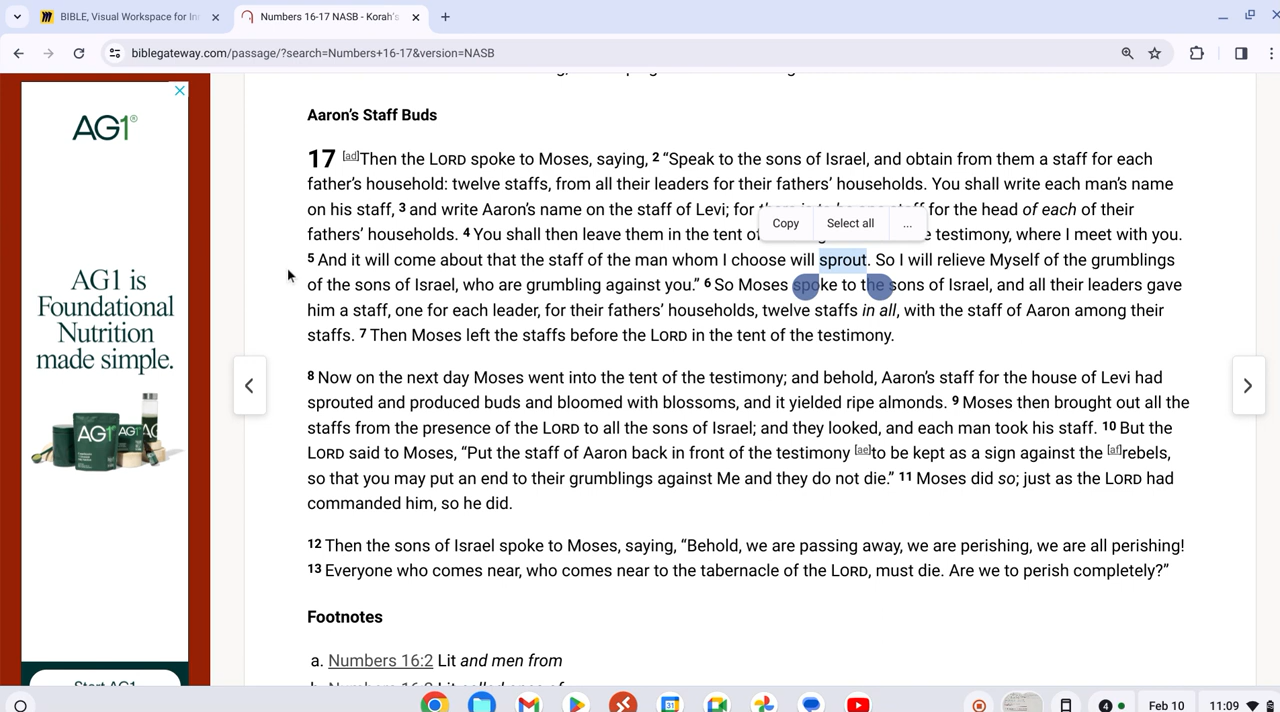 BIBLE, Visual Workspace for In
Numbers 16-17 NASB - Korah's
biblegateway.com/passage/?search=Numbers+16-17&version=NASB
AG1®
AG1 is
Foundational
Nutrition
made simple.
AG1
AG1
Start AG1
Aaron’s Staff Buds
17 [ad]Then the LORD spoke to Moses, saying, 2 “Speak to the sons of Israel, and obtain from them a staff for each
father’s household: twelve staffs, from all their leaders for their fathers’ households. You shall write each man’s name
on his staff, 3 and write Aaron’s name on the staff of Levi; for there is to be one staff for the head of each of their
Copy Select all ...
fathers’ households. 4 You shall then leave them in the tent of testimony, where I meet with you.
5 And it will come about that the staff of the man whom I choose will sprout. So I will relieve Myself of the grumblings
of the sons of Israel, who are grumbling against you.” 6 So Moses spoke to the sons of Israel, and all their leaders gave
him a staff, one for each leader, for their fathers’ households, twelve staffs in all, with the staff of Aaron among their
staffs. 7 Then Moses left the staffs before the LORD in the tent of the testimony.
8 Now on the next day Moses went into the tent of the testimony; and behold, Aaron’s staff for the house of Levi had
sprouted and produced buds and bloomed with blossoms, and it yielded ripe almonds. 9 Moses then brought out all the
staffs from the presence of the LORD to all the sons of Israel; and they looked, and each man took his staff. 10 But the
LORD said to Moses, “Put the staff of Aaron back in front of the testimony [ae]to be kept as a sign against the [af]rebels,
so that you may put an end to their grumblings against Me and they do not die.” 11 Moses did so; just as the LORD had
commanded him, so he did.
12 Then the sons of Israel spoke to Moses, saying, “Behold, we are passing away, we are perishing, we are all perishing!
13 Everyone who comes near, who comes near to the tabernacle of the LORD, must die. Are we to perish completely?”
Footnotes
a. Numbers 16:2 Lit and men from
31
4
Feb 10
11:09